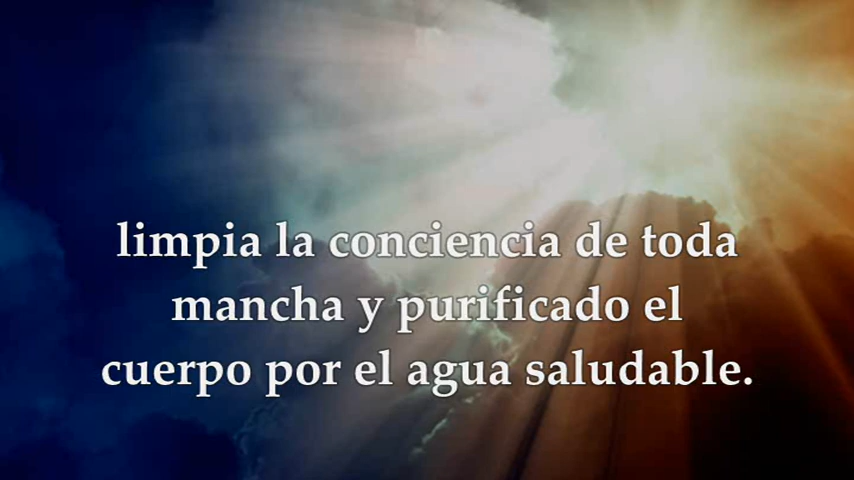 limpia la conciencia de toda
mancha y purificado el
cuerpo por el agua saludable.